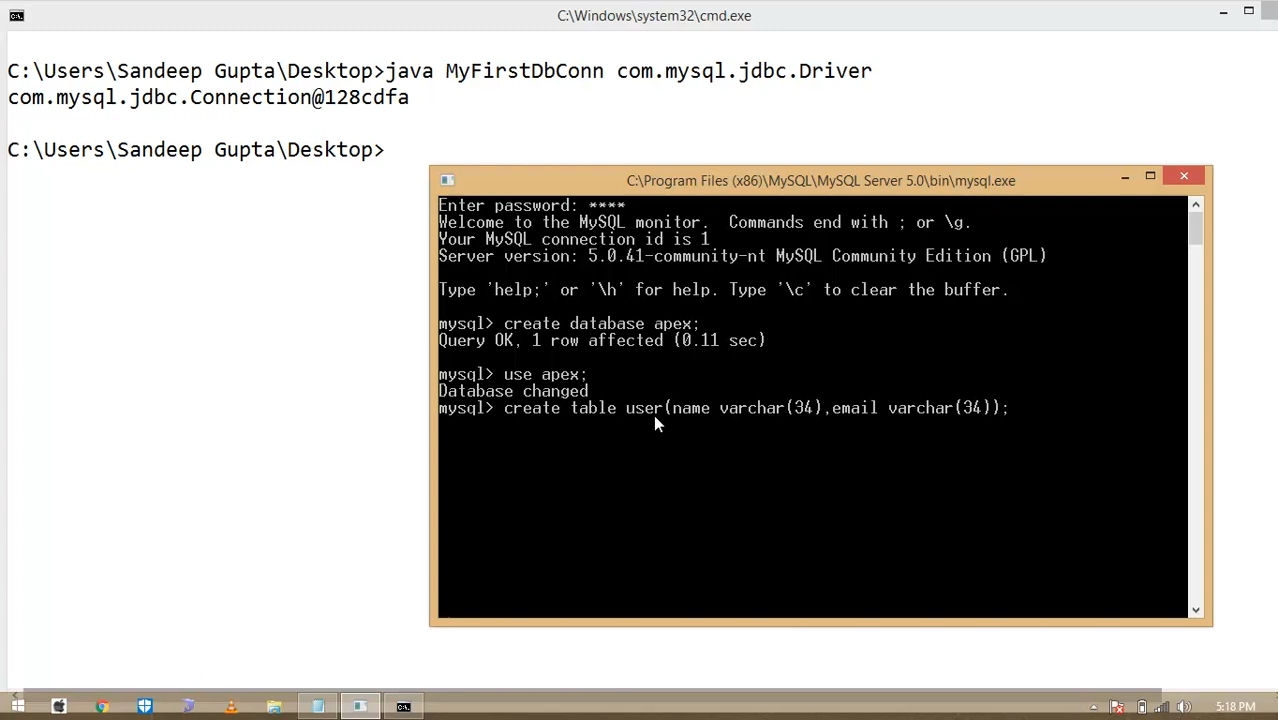 C:\Windows\system32\cmd.exe
C:\Users\Sandeep Gupta\Desktop>java MyFirstDbConn com.mysql.jdbc.Driver
com.mysql.jdbc.Connection@128cdfa
C:\Users\Sandeep Gupta\Desktop>
C:\Program Files (x86)\MySQL\MySQL Server 5.0\bin\mysql.exe
Enter password: ****
Welcome to the MySQL monitor.  Commands end with ; or \g.
Your MySQL connection id is 1
Server version: 5.0.41-community-nt MySQL Community Edition (GPL)
Type 'help;' or '\h' for help. Type '\c' to clear the buffer.
mysql> create database apex;
Query OK, 1 row affected (0.11 sec)
mysql> use apex;
Database changed
mysql> create table user(name varchar(34),email varchar(34));
5:18 PM